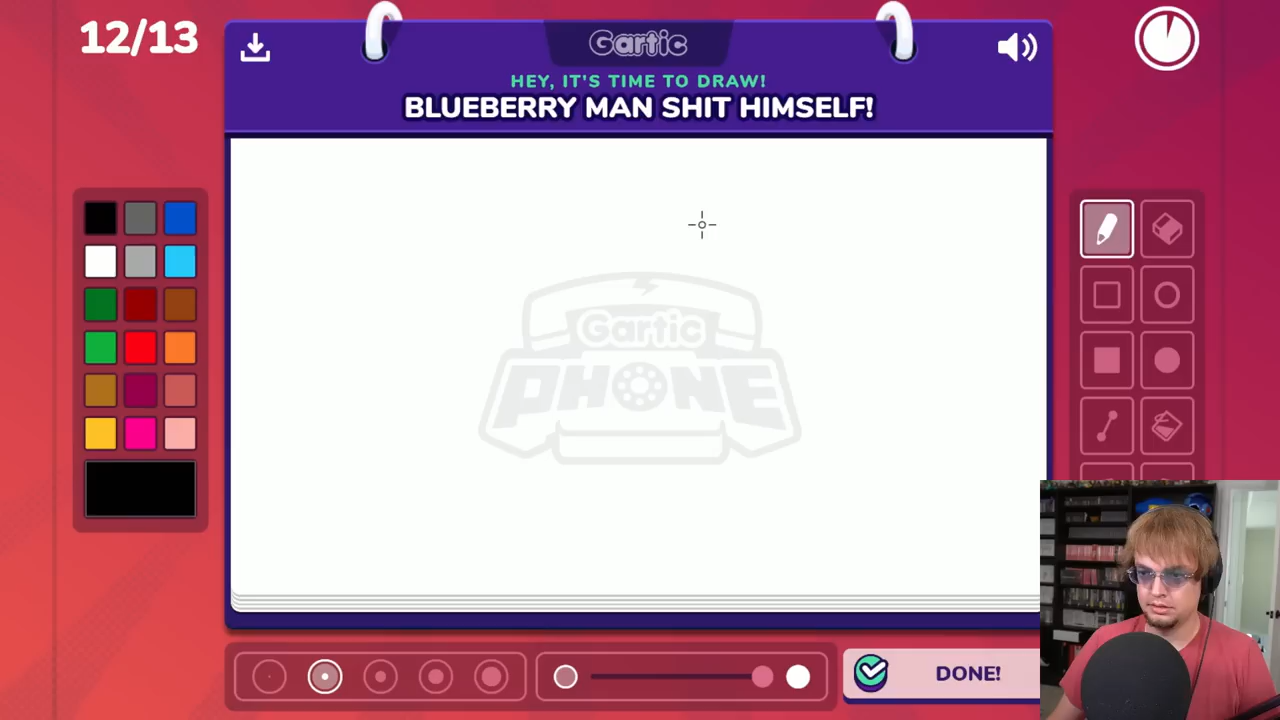 12/13
Gartic
HEY, IT'S TIME TO DRAW!
BLUEBERRY MAN SHIT HIMSELF!
Gartic
PHONE
DONE!